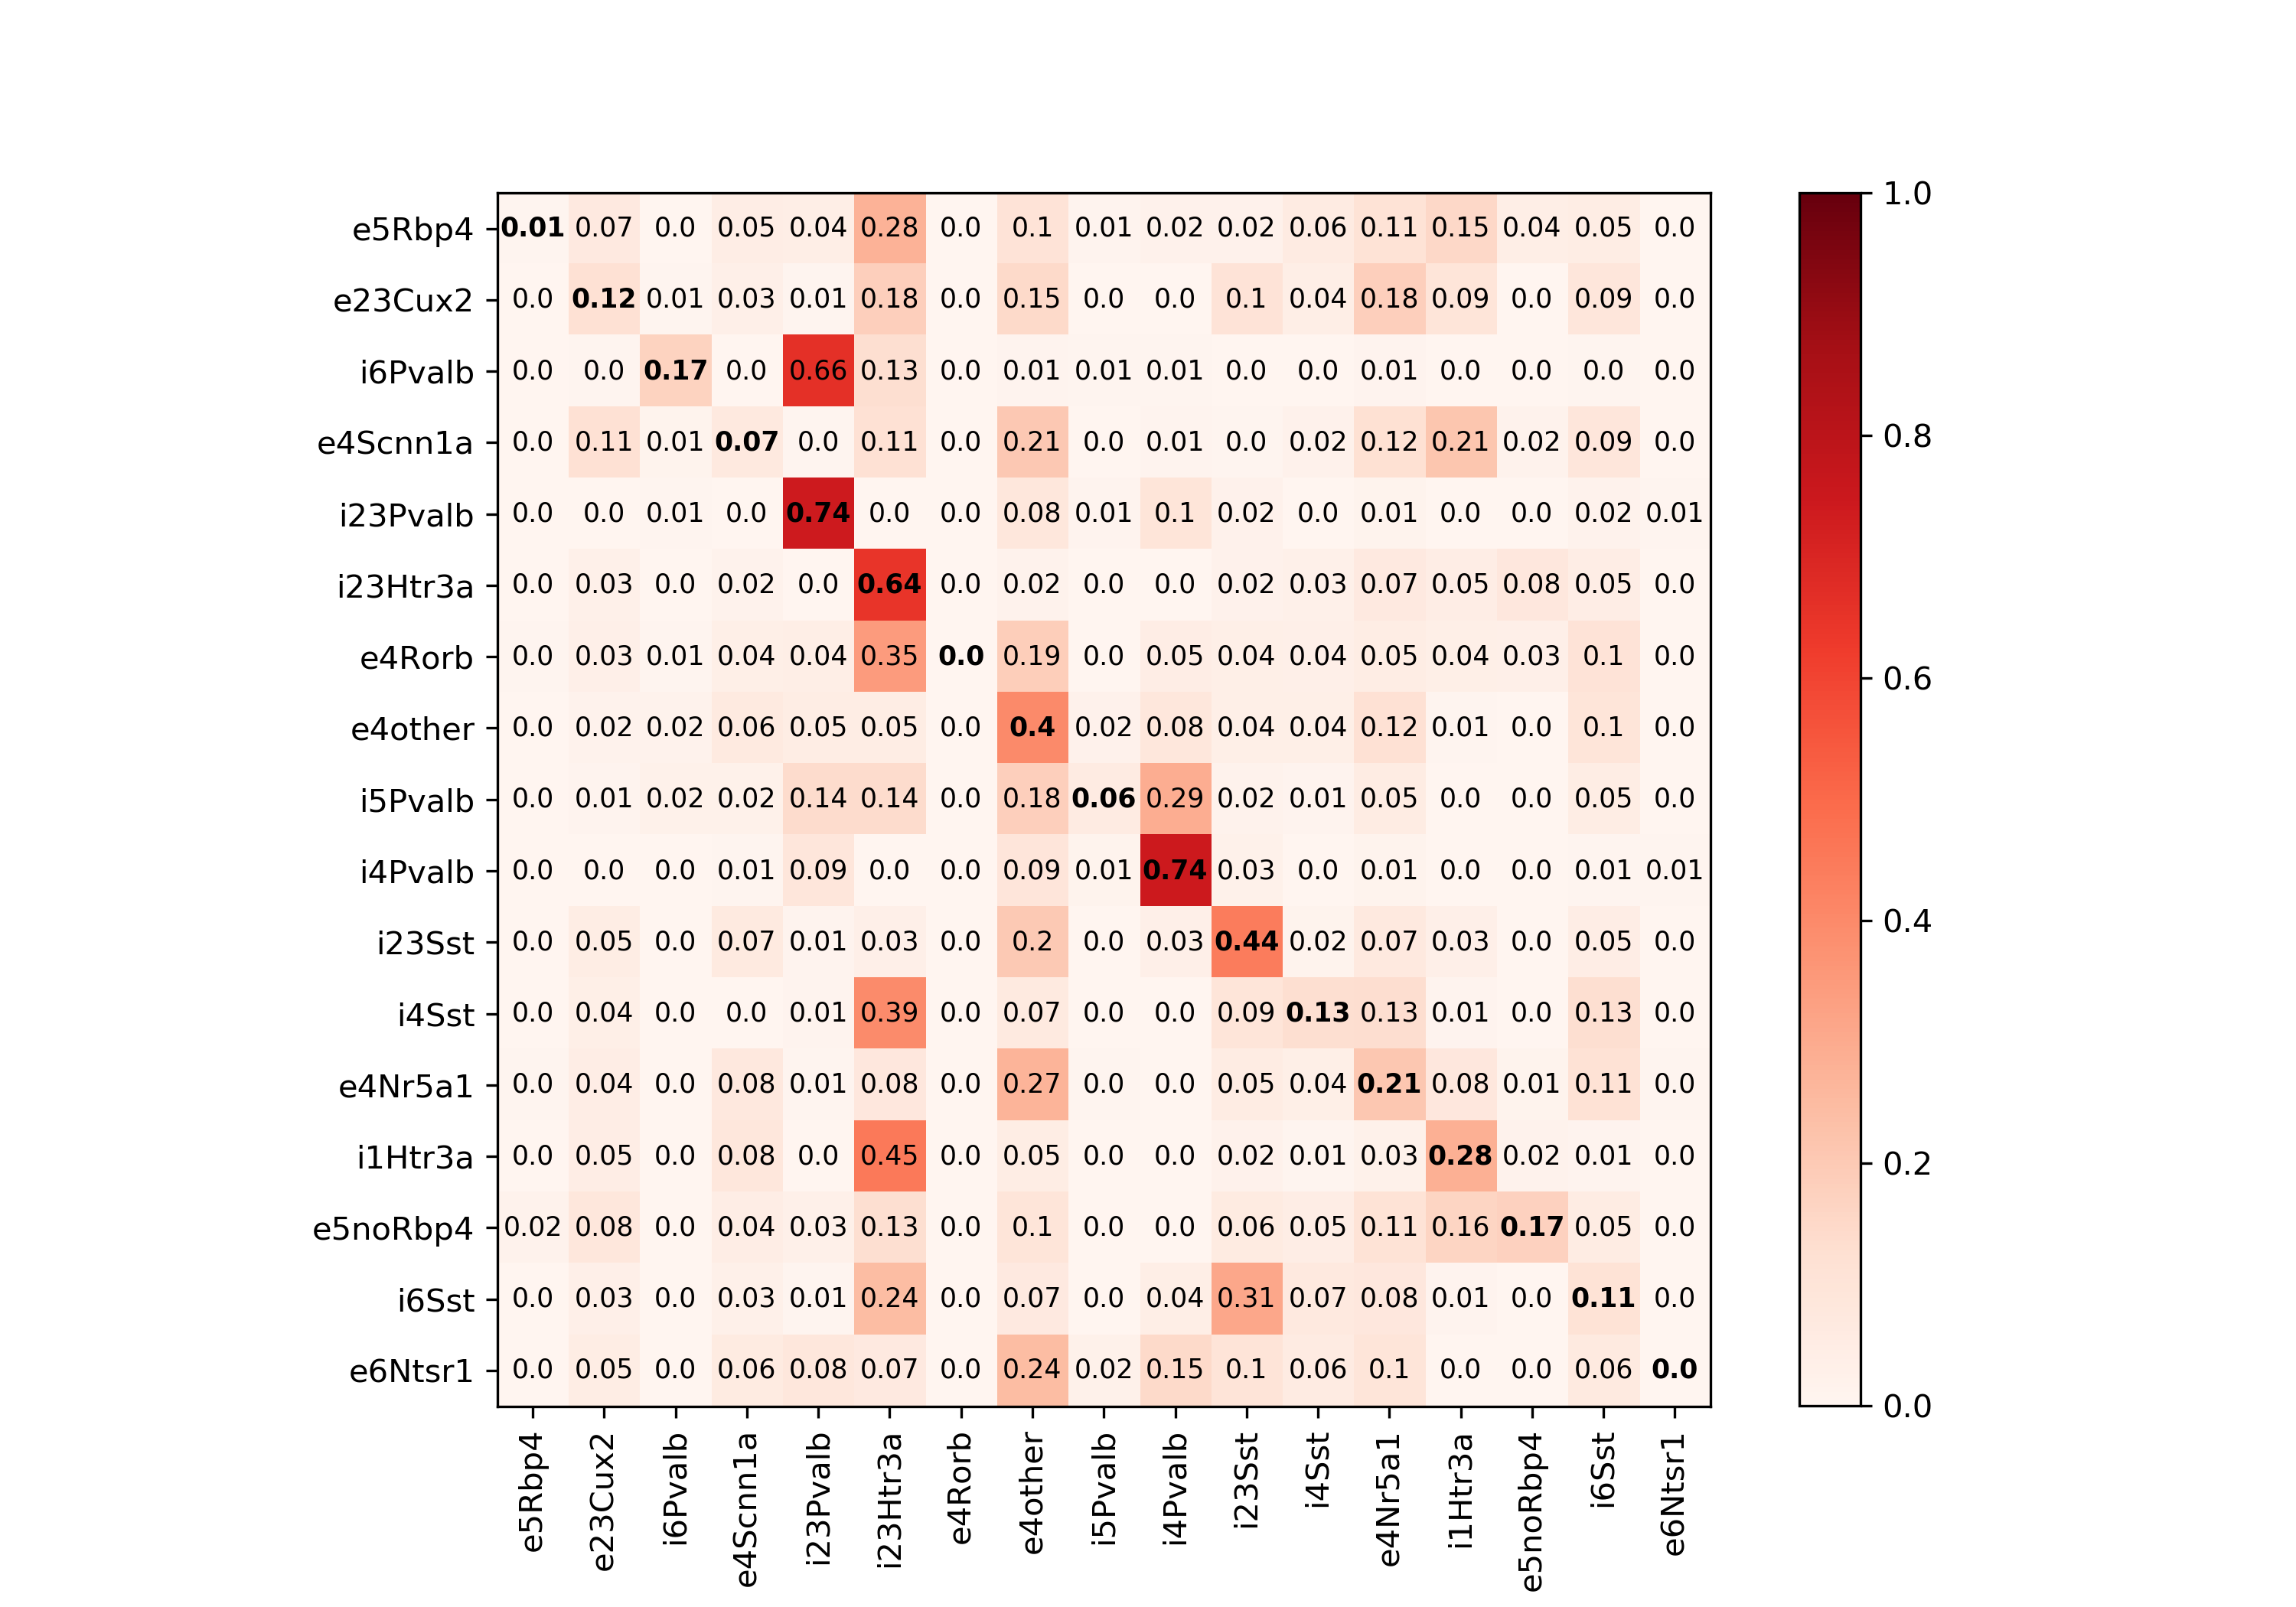 e5Rbp4 0.01 0.07 0.0 0.05 0.04 0.28 0.0 0.1 0.01 0.02 0.02 0.06 0.11 0.15 0.04 0.05 0.0
e23Cux2 0.0 0.12 0.01 0.03 0.01 0.18 0.0 0.15 0.0 0.0 0.1 0.04 0.18 0.09 0.0 0.09 0.0
i6Pvalb 0.0 0.0 0.17 0.0 0.66 0.13 0.0 0.01 0.01 0.01 0.0 0.0 0.01 0.0 0.0 0.0 0.0
e4Scnn1a 0.0 0.11 0.01 0.07 0.0 0.11 0.0 0.21 0.0 0.01 0.0 0.02 0.12 0.21 0.02 0.09 0.0
i23Pvalb 0.0 0.0 0.01 0.0 0.74 0.0 0.0 0.08 0.01 0.1 0.02 0.0 0.01 0.0 0.0 0.02 0.01
i23Htr3a 0.0 0.03 0.0 0.02 0.0 0.64 0.0 0.02 0.0 0.0 0.02 0.03 0.07 0.05 0.08 0.05 0.0
e4Rorb 0.0 0.03 0.01 0.04 0.04 0.35 0.0 0.19 0.0 0.05 0.04 0.04 0.05 0.04 0.03 0.1 0.0
e4other 0.0 0.02 0.02 0.06 0.05 0.05 0.0 0.4 0.02 0.08 0.04 0.04 0.12 0.01 0.0 0.1 0.0
i5Pvalb 0.0 0.01 0.02 0.02 0.14 0.14 0.0 0.18 0.06 0.29 0.02 0.01 0.05 0.0 0.0 0.05 0.0
i4Pvalb 0.0 0.0 0.0 0.01 0.09 0.0 0.0 0.09 0.01 0.74 0.03 0.0 0.01 0.0 0.0 0.01 0.01
i23Sst 0.0 0.05 0.0 0.07 0.01 0.03 0.0 0.2 0.0 0.03 0.44 0.02 0.07 0.03 0.0 0.05 0.0
i4Sst 0.0 0.04 0.0 0.0 0.01 0.39 0.0 0.07 0.0 0.0 0.09 0.13 0.13 0.01 0.0 0.13 0.0
e4Nr5a1 0.0 0.04 0.0 0.08 0.01 0.08 0.0 0.27 0.0 0.0 0.05 0.04 0.21 0.08 0.01 0.11 0.0
i1Htr3a 0.0 0.05 0.0 0.08 0.0 0.45 0.0 0.05 0.0 0.0 0.02 0.01 0.03 0.28 0.02 0.01 0.0
e5noRbp4 0.02 0.08 0.0 0.04 0.03 0.13 0.0 0.1 0.0 0.0 0.06 0.05 0.11 0.16 0.17 0.05 0.0
i6Sst 0.0 0.03 0.0 0.03 0.01 0.24 0.0 0.07 0.0 0.04 0.31 0.07 0.08 0.01 0.0 0.11 0.0
e6Ntsr1 0.0 0.05 0.0 0.06 0.08 0.07 0.0 0.24 0.02 0.15 0.1 0.06 0.1 0.0 0.0 0.06 0.0
e5Rbp4
e23Cux2
i6Pvalb
e4Scnn1a
i23Pvalb
i23Htr3a
e4Rorb
e4other
i5Pvalb
i4Pvalb
i23Sst
i4Sst
e4Nr5a1
i1Htr3a
e5noRbp4
i6Sst
e6Ntsr1
1.0
0.8
0.6
0.4
0.2
0.0